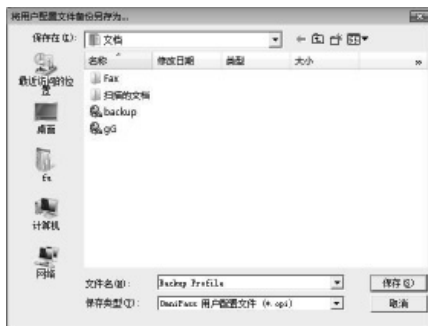 将用户配置文件备份另存为...
保存在(I):
文档
名称 修改日期 类型 大小 »
Fax
扫描的文档
backup
gG
最近访问的位置
桌面
fs
计算机
网络
文件名(N): Backup Profile 保存(S)
保存类型(T): OmniPass 用户配置文件 (*.opi) 取消